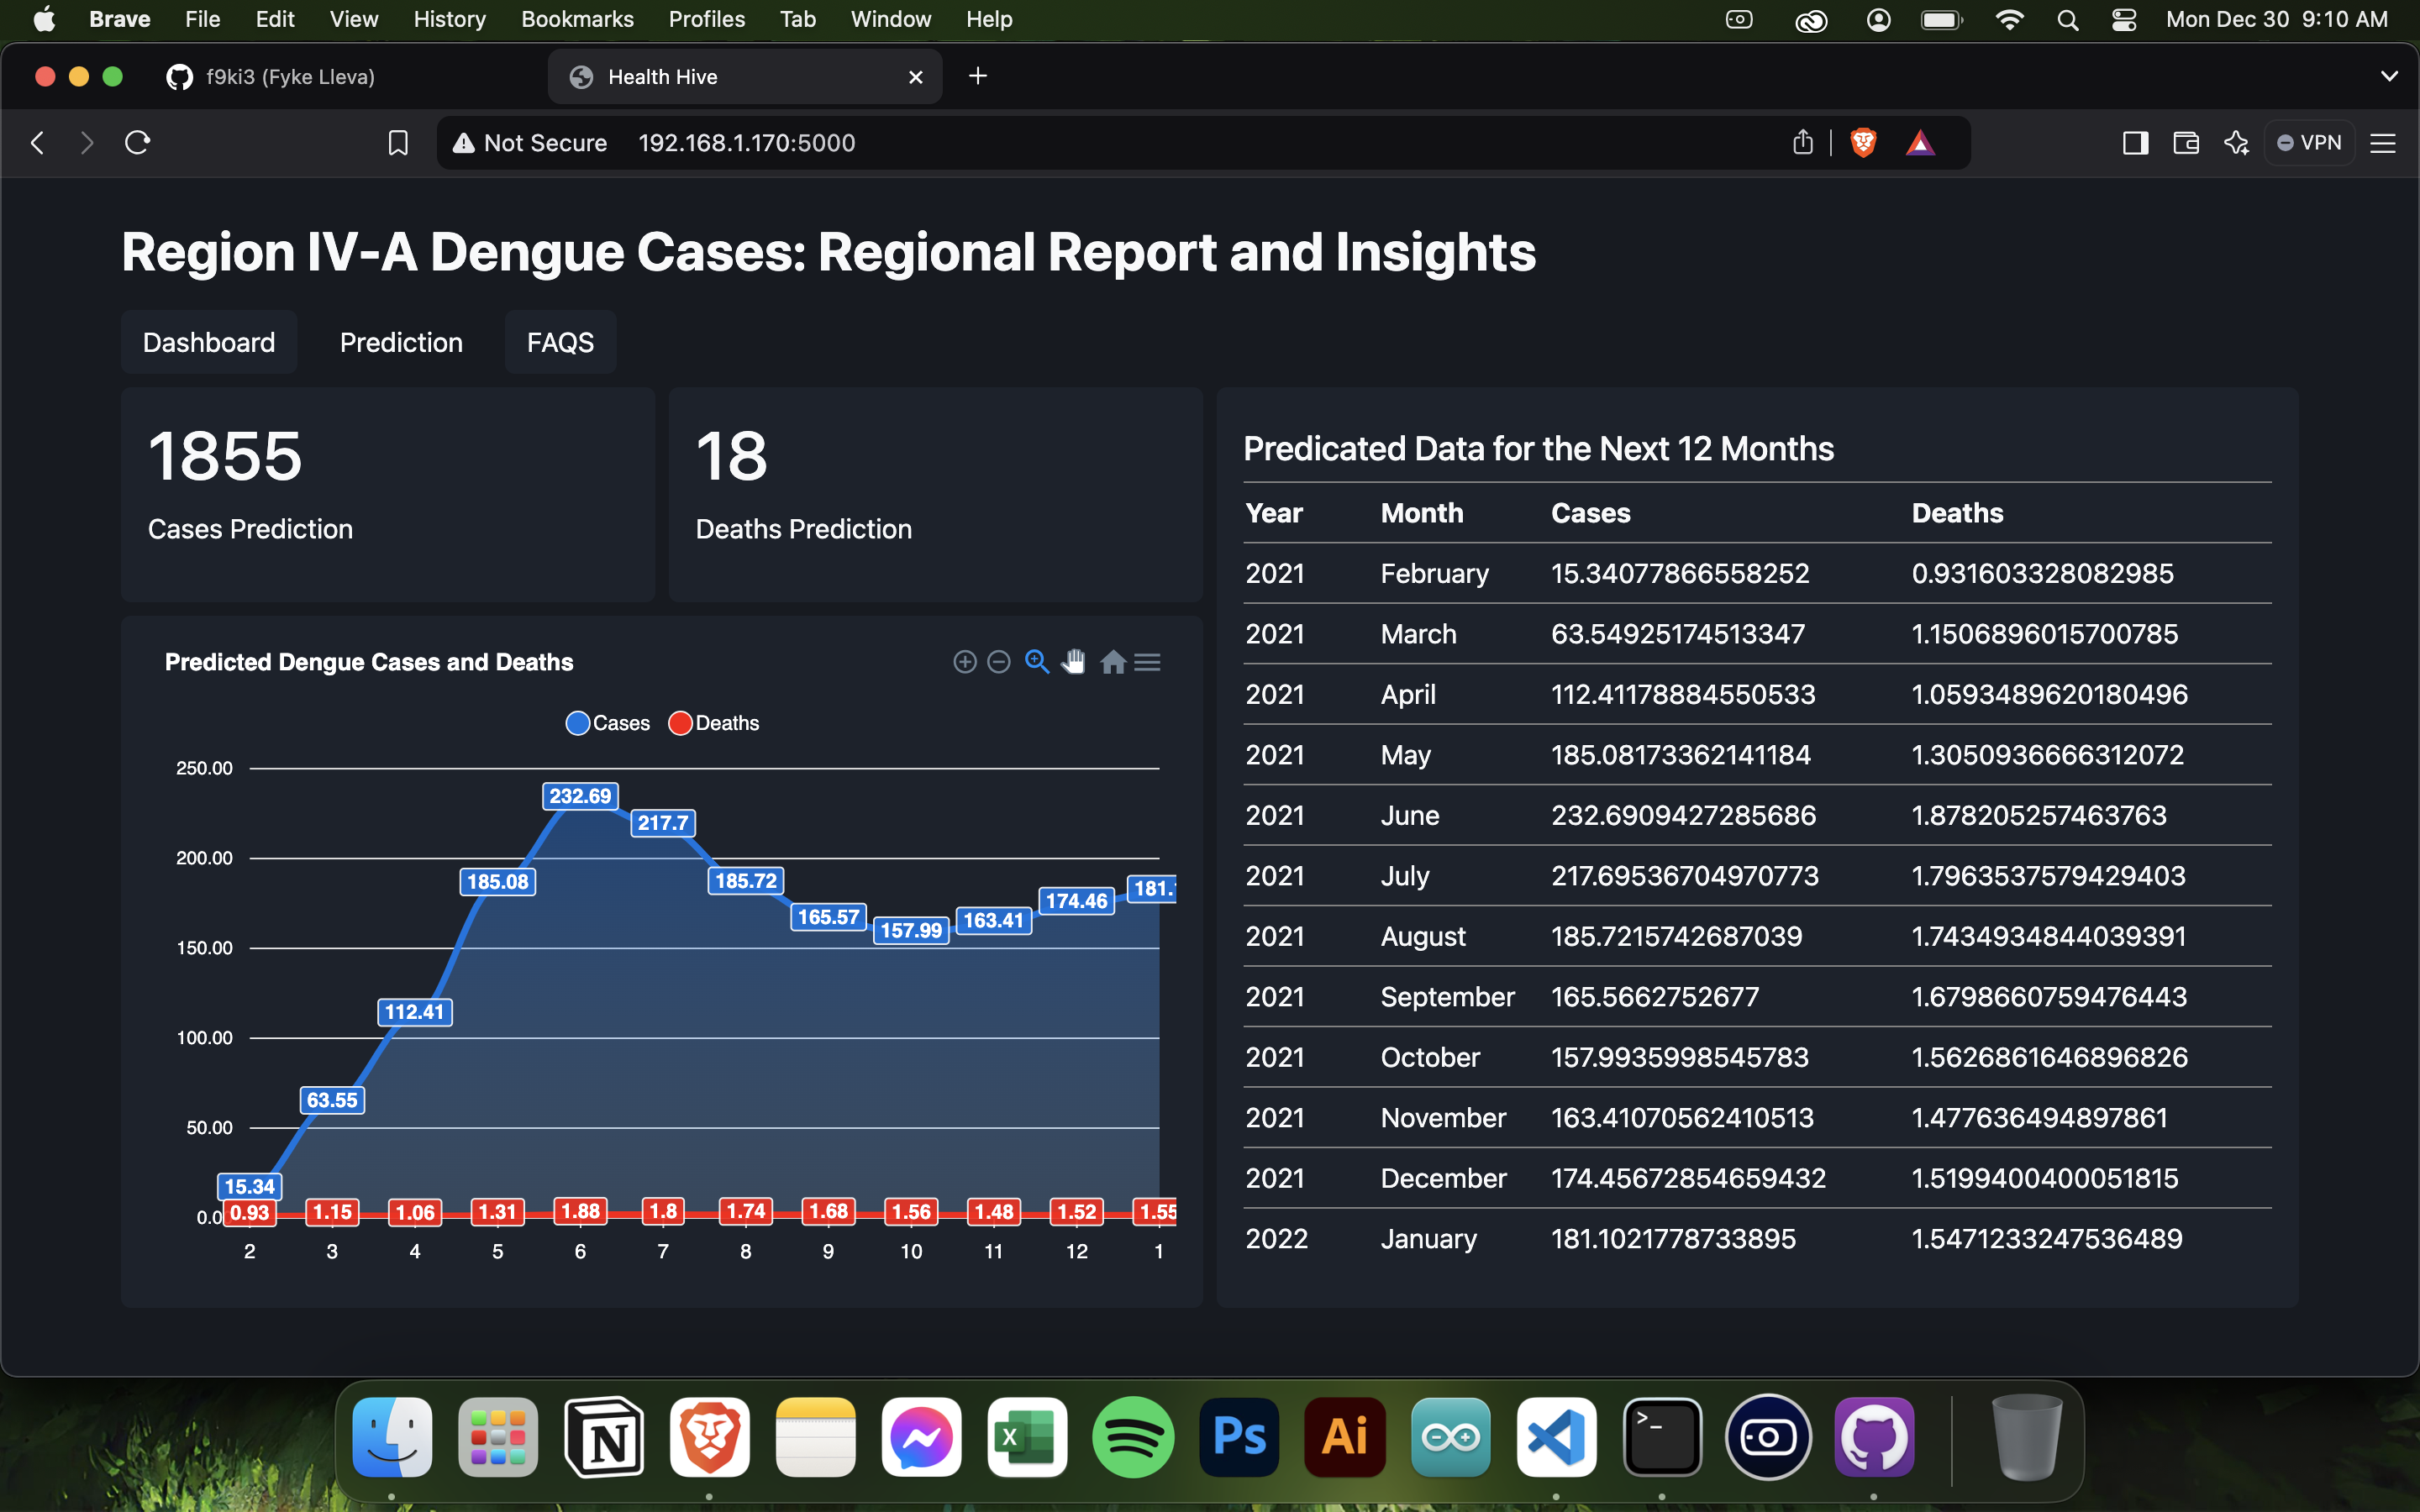 Brave File Edit View History Bookmarks Profiles Tab Window Help Mon Dec 30 9:10 AM
f9ki3 (Fyke Lleva) Health Hive
Not Secure 192.168.1.170:5000 VPN
Region IV-A Dengue Cases: Regional Report and Insights
Dashboard Prediction FAQS
1855
Cases Prediction
18
Deaths Prediction
Predicted Dengue Cases and Deaths
Cases Deaths
250.00
200.00
150.00
100.00
50.00
0.0
15.34
63.55
112.41
185.08
232.69
217.7
185.72
165.57
157.99
163.41
174.46
181.
0.93 1.15 1.06 1.31 1.88 1.8 1.74 1.68 1.56 1.48 1.52 1.55
2 3 4 5 6 7 8 9 10 11 12 1
Predicated Data for the Next 12 Months
Year Month Cases Deaths
2021 February 15.34077866558252 0.931603328082985
2021 March 63.54925174513347 1.1506896015700785
2021 April 112.41178884550533 1.0593489620180496
2021 May 185.08173362141184 1.3050936666312072
2021 June 232.6909427285686 1.878205257463763
2021 July 217.69536704970773 1.7963537579429403
2021 August 185.7215742687039 1.7434934844039391
2021 September 165.5662752677 1.6798660759476443
2021 October 157.9935998545783 1.5626861646896826
2021 November 163.41070562410513 1.477636494897861
2021 December 174.45672854659432 1.5199400400051815
2022 January 181.1021778733895 1.5471233247536489
N X Ps Ai >_